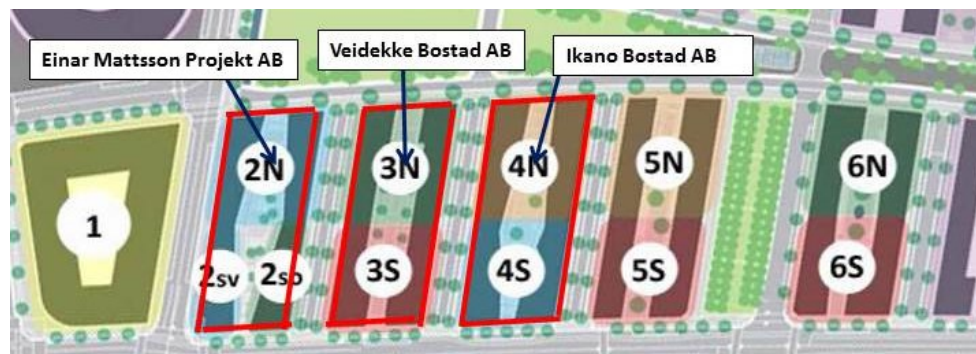 Einar Mattsson Projekt AB
Veidekke Bostad AB
Ikano Bostad AB
1
2N
3N
4N
5N
6N
2sv
2sö
3S
4S
5S
6S